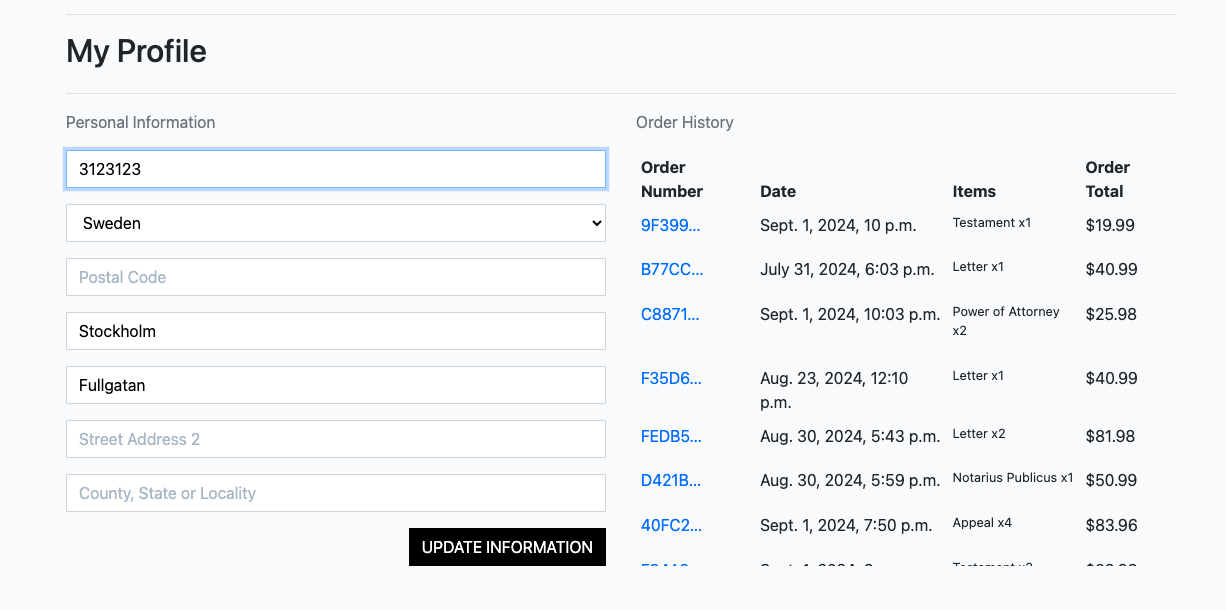 My Profile
Personal Information
3123123
Sweden
Postal Code
Stockholm
Fullgatan
Street Address 2
County, State or Locality
UPDATE INFORMATION
Order History
Order Number Date Items Order Total
9F399... Sept. 1, 2024, 10 p.m. Testament x1 $19.99
B77CC... July 31, 2024, 6:03 p.m. Letter x1 $40.99
C8871... Sept. 1, 2024, 10:03 p.m. Power of Attorney x2 $25.98
F35D6... Aug. 23, 2024, 12:10 p.m. Letter x1 $40.99
FEDB5... Aug. 30, 2024, 5:43 p.m. Letter x2 $81.98
D421B... Aug. 30, 2024, 5:59 p.m. Notarius Publicus x1 $50.99
40FC2... Sept. 1, 2024, 7:50 p.m. Appeal x4 $83.96